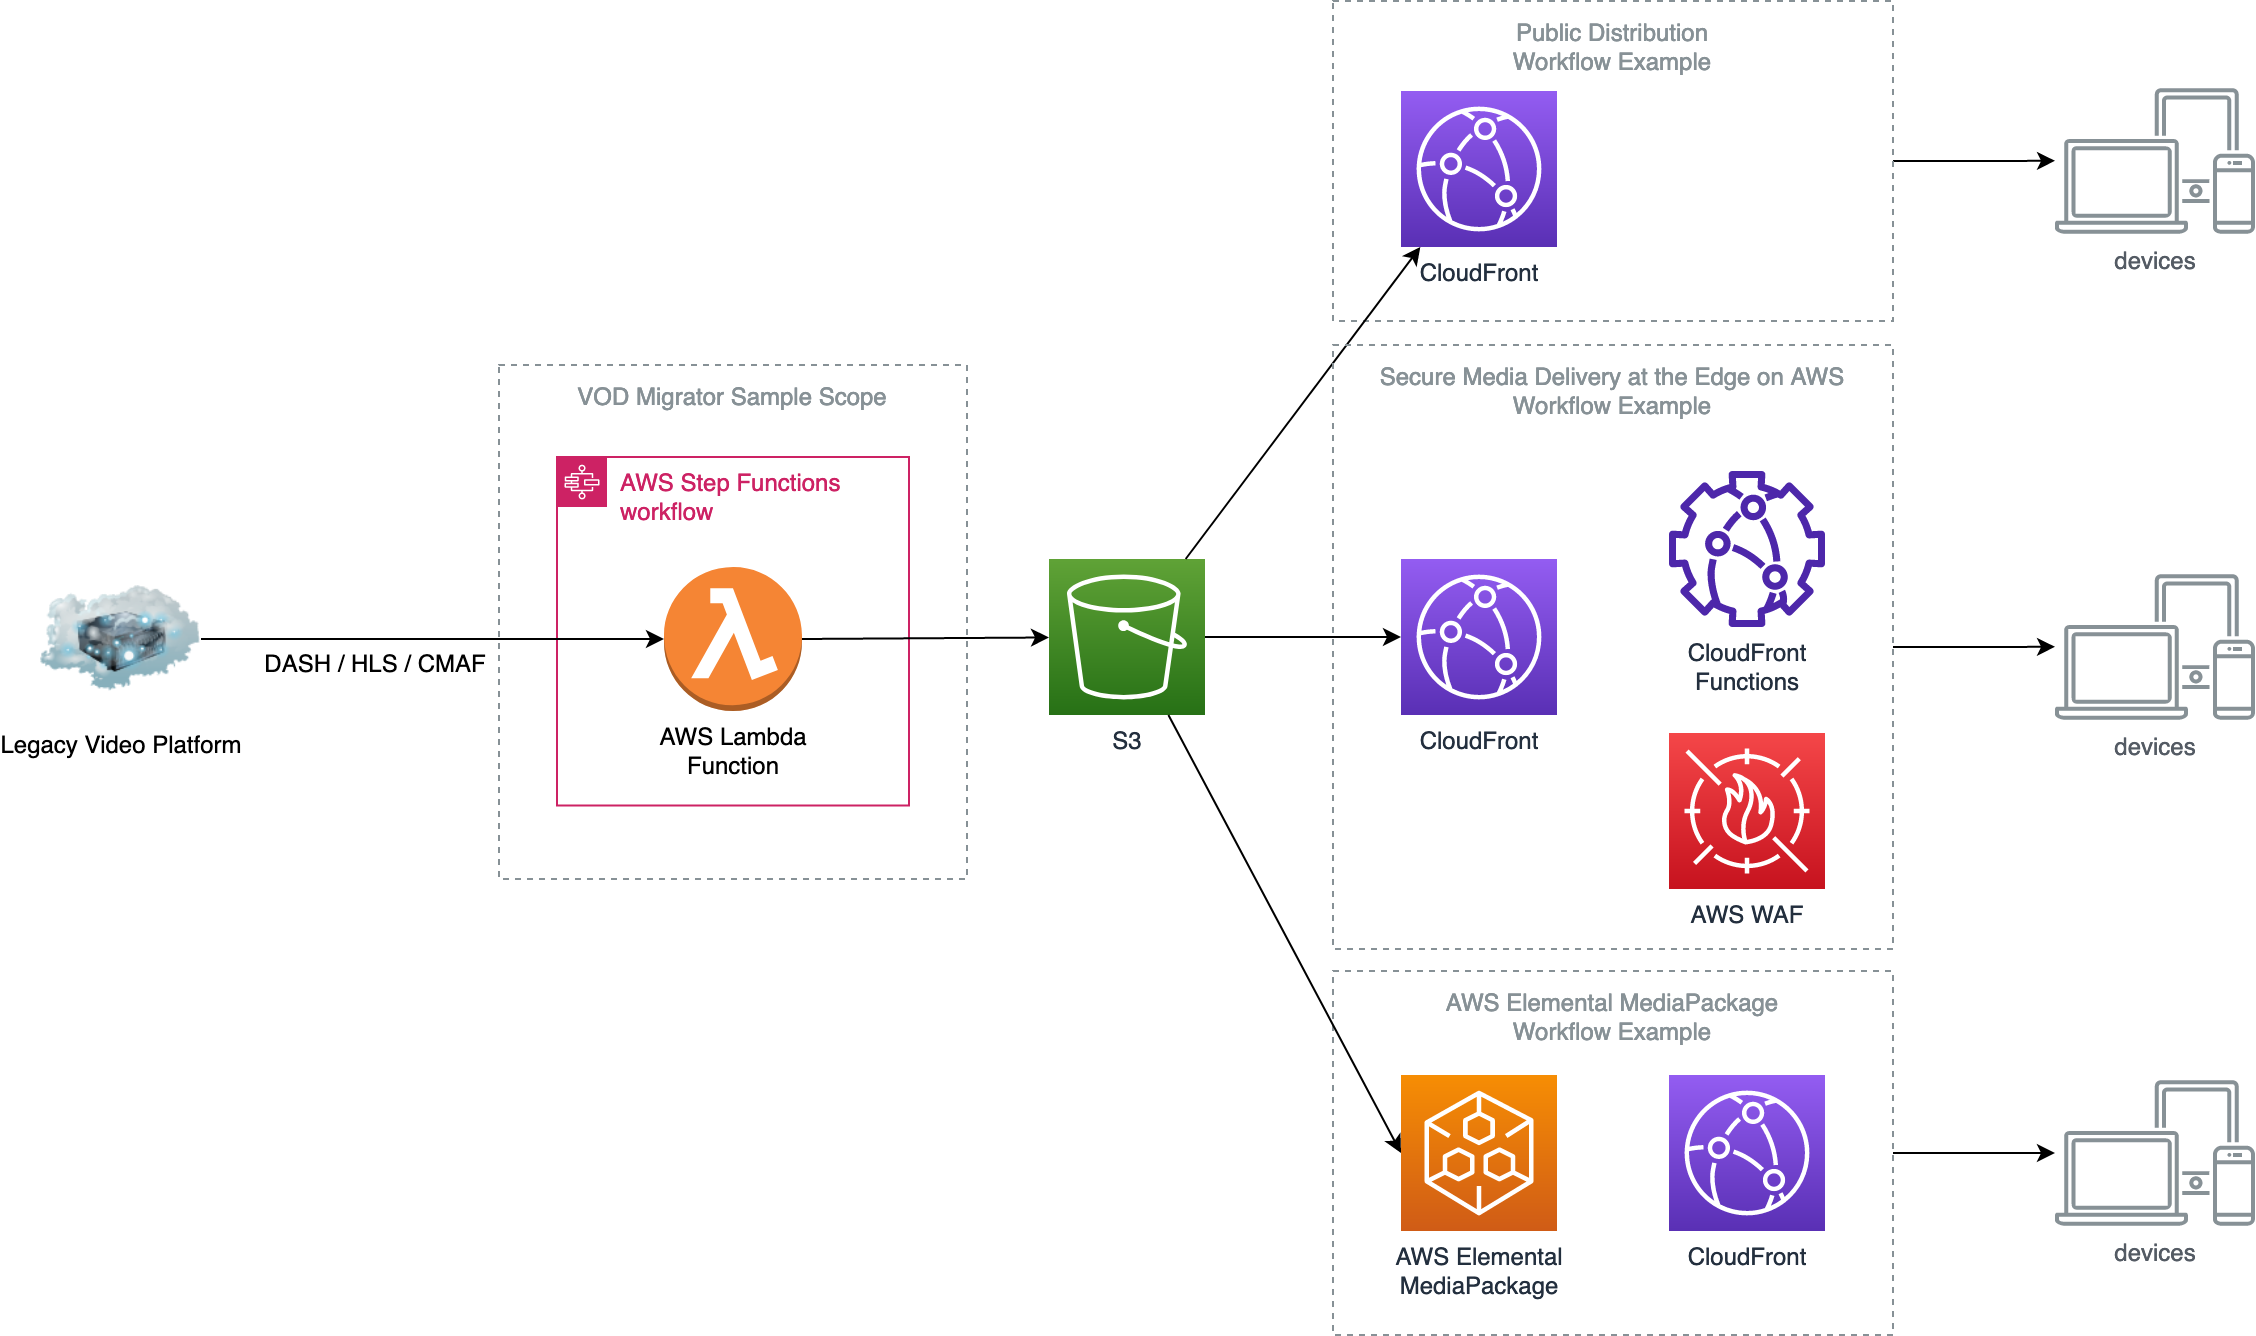 Public Distribution
Workflow Example
CloudFront
devices
VOD Migrator Sample Scope
AWS Step Functions
workflow
DASH / HLS / CMAF
Legacy Video Platform
AWS Lambda
Function
S3
Secure Media Delivery at the Edge on AWS
Workflow Example
CloudFront
CloudFront
Functions
AWS WAF
devices
AWS Elemental MediaPackage
Workflow Example
AWS Elemental
MediaPackage
CloudFront
devices